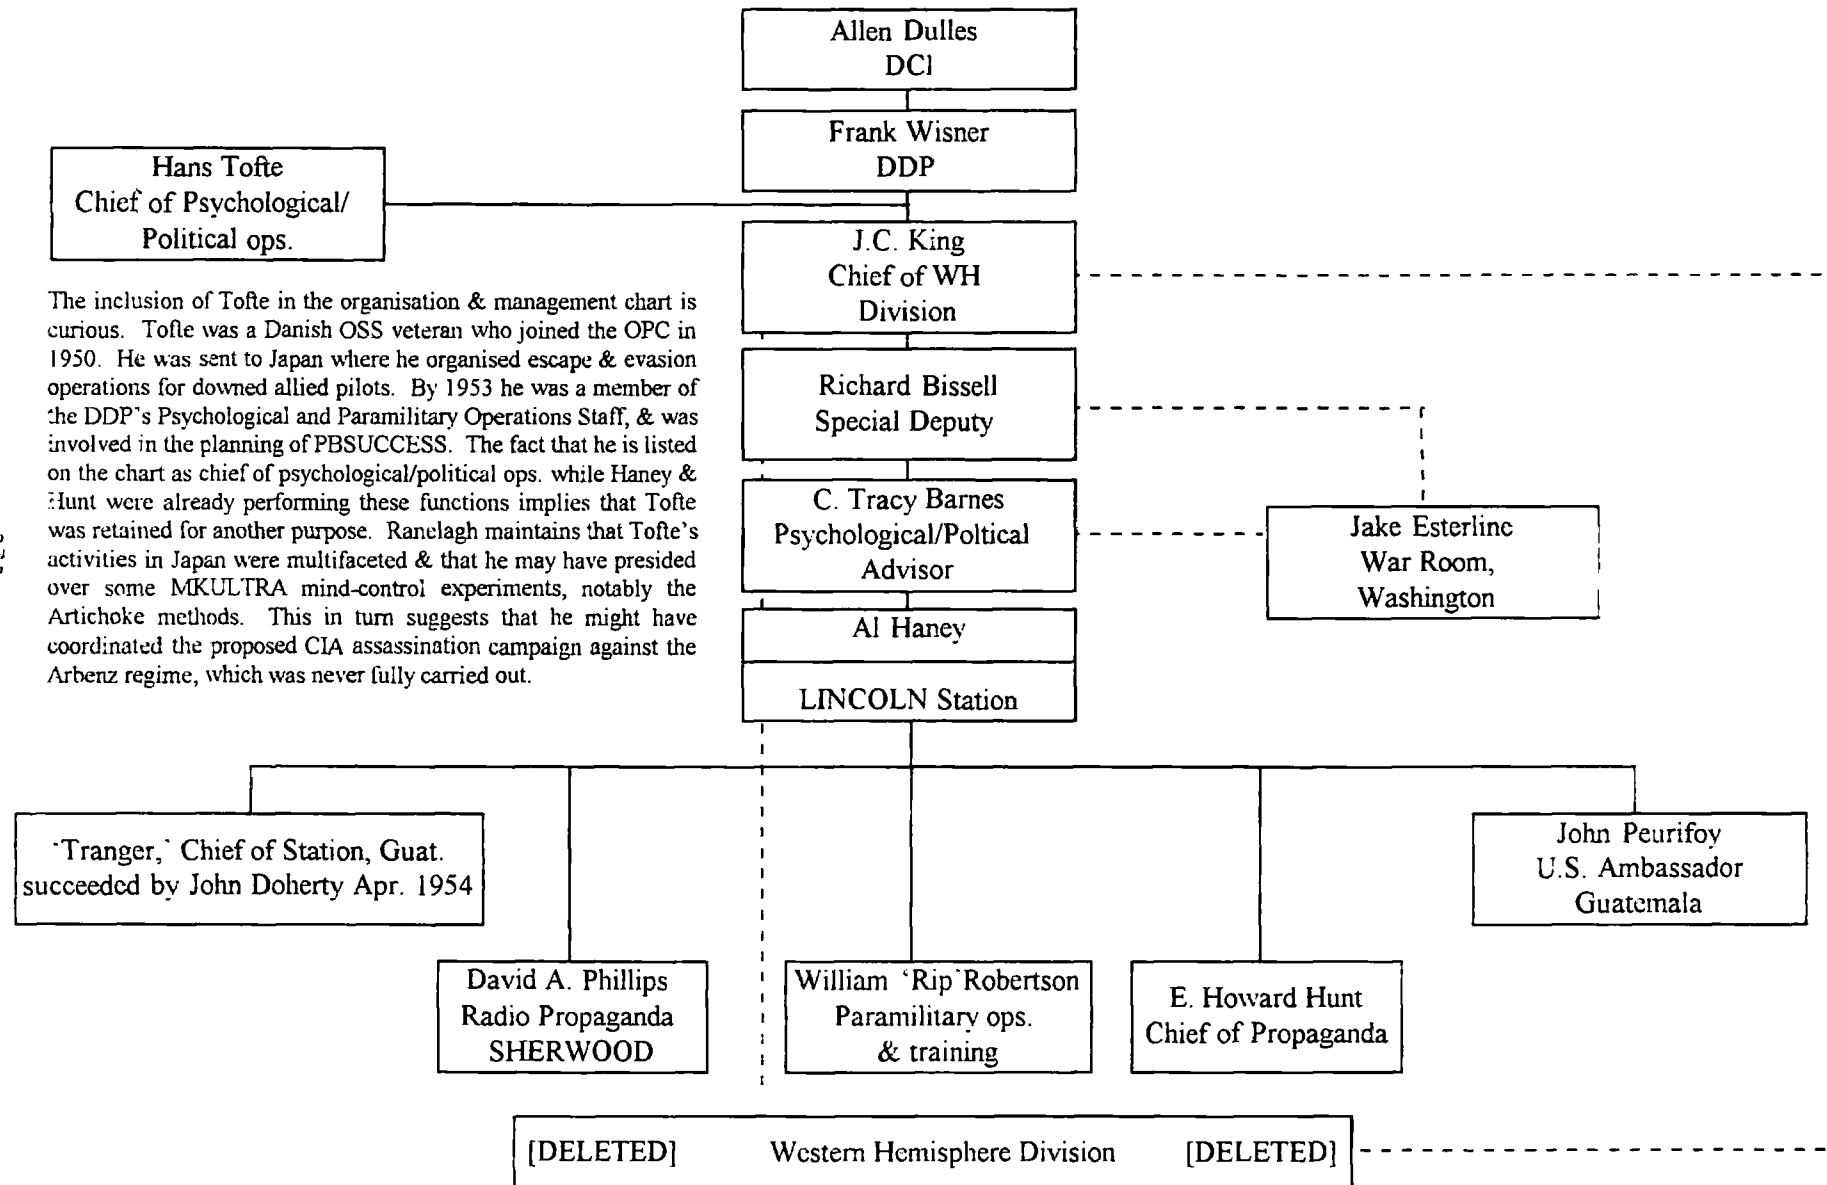 Allen Dulles
DCI
Frank Wisner
DDP
Hans Tofte
Chief of Psychological/
Political ops.
J.C. King
Chief of WH
Division
The inclusion of Tofte in the organisation & management chart is
curious. Tofte was a Danish OSS veteran who joined the OPC in
1950. He was sent to Japan where he organised escape & evasion
operations for downed allied pilots. By 1953 he was a member of
the DDP's Psychological and Paramilitary Operations Staff, & was
involved in the planning of PBSUCCESS. The fact that he is listed
on the chart as chief of psychological/political ops. while Haney &
Hunt were already performing these functions implies that Tofte
was retained for another purpose. Ranelagh maintains that Tofte's
activities in Japan were multifaceted & that he may have presided
over some MKULTRA mind-control experiments, notably the
Artichoke methods. This in turn suggests that he might have
coordinated the proposed CIA assassination campaign against the
Arbenz regime, which was never fully carried out.
Richard Bissell
Special Deputy
C. Tracy Barnes
Psychological/Poltical
Advisor
Jake Esterline
War Room,
Washington
Al Haney
LINCOLN Station
'Tranger,' Chief of Station, Guat.
succeeded by John Doherty Apr. 1954
John Peurifoy
U.S. Ambassador
Guatemala
David A. Phillips
Radio Propaganda
SHERWOOD
William 'Rip' Robertson
Paramilitary ops.
& training
E. Howard Hunt
Chief of Propaganda
[DELETED] Western Hemisphere Division [DELETED]